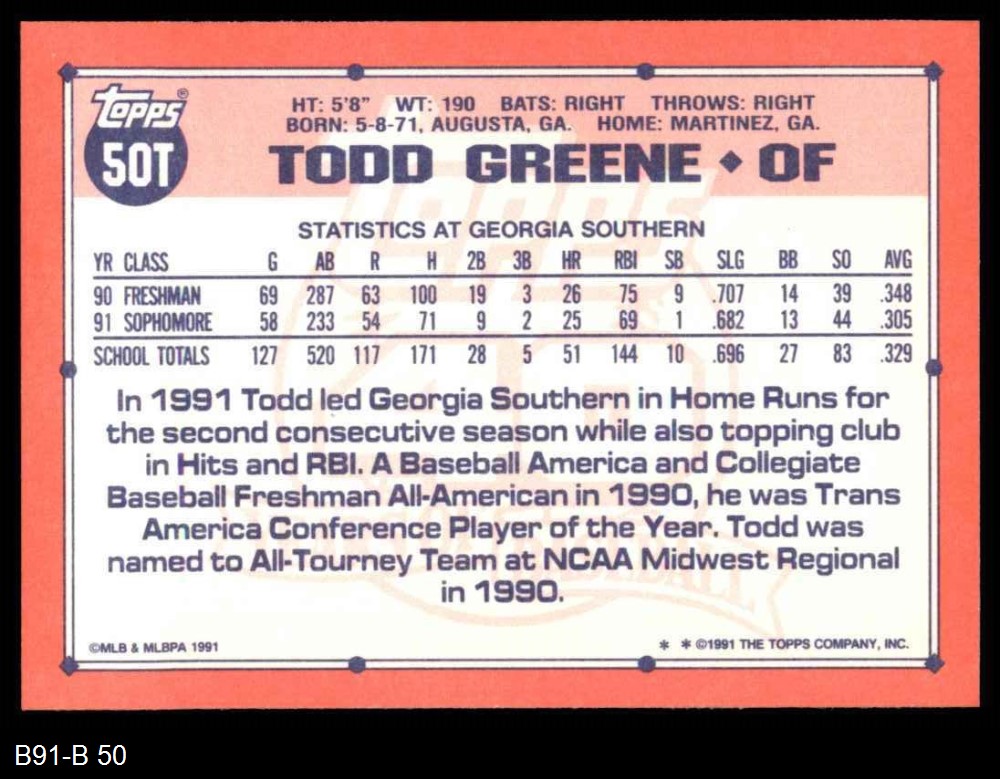 topps®
50T
HT: 5'8" WT: 190 BATS: RIGHT THROWS: RIGHT
BORN: 5-8-71, AUGUSTA, GA. HOME: MARTINEZ, GA.
TODD GREENE ◆ OF
STATISTICS AT GEORGIA SOUTHERN
YR CLASS G AB R H 2B 3B HR RBI SB SLG BB SO AVG
90 FRESHMAN 69 287 63 100 19 3 26 75 9 .707 14 39 .348
91 SOPHOMORE 58 233 54 71 9 2 25 69 1 .682 13 44 .305
SCHOOL TOTALS 127 520 117 171 28 5 51 144 10 .696 27 83 .329
In 1991 Todd led Georgia Southern in Home Runs for
the second consecutive season while also topping club
in Hits and RBI. A Baseball America and Collegiate
Baseball Freshman All-American in 1990, he was Trans
America Conference Player of the Year. Todd was
named to All-Tourney Team at NCAA Midwest Regional
in 1990.
©MLB & MLBPA 1991
* * ©1991 THE TOPPS COMPANY, INC.
B91-B 50